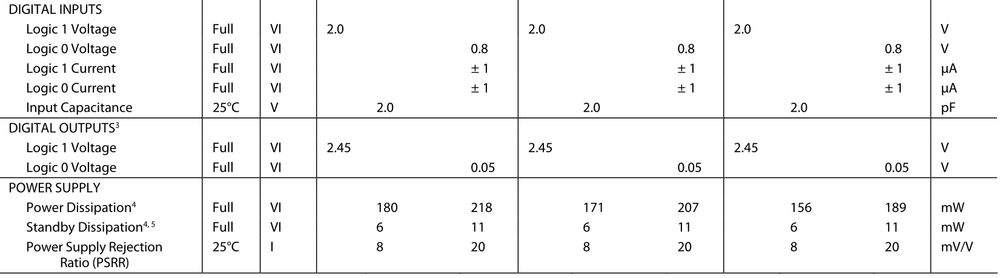 DIGITAL INPUTS
Logic 1 Voltage Full VI 2.0 2.0 2.0 V
Logic 0 Voltage Full VI 0.8 0.8 0.8 V
Logic 1 Current Full VI ± 1 ± 1 ± 1 µA
Logic 0 Current Full VI ± 1 ± 1 ± 1 µA
Input Capacitance 25°C V 2.0 2.0 2.0 pF
DIGITAL OUTPUTS³
Logic 1 Voltage Full VI 2.45 2.45 2.45 V
Logic 0 Voltage Full VI 0.05 0.05 0.05 V
POWER SUPPLY
Power Dissipation⁴ Full VI 180 218 171 207 156 189 mW
Standby Dissipation⁴, ⁵ Full VI 6 11 6 11 6 11 mW
Power Supply Rejection 25°C I 8 20 8 20 8 20 mV/V
Ratio (PSRR)